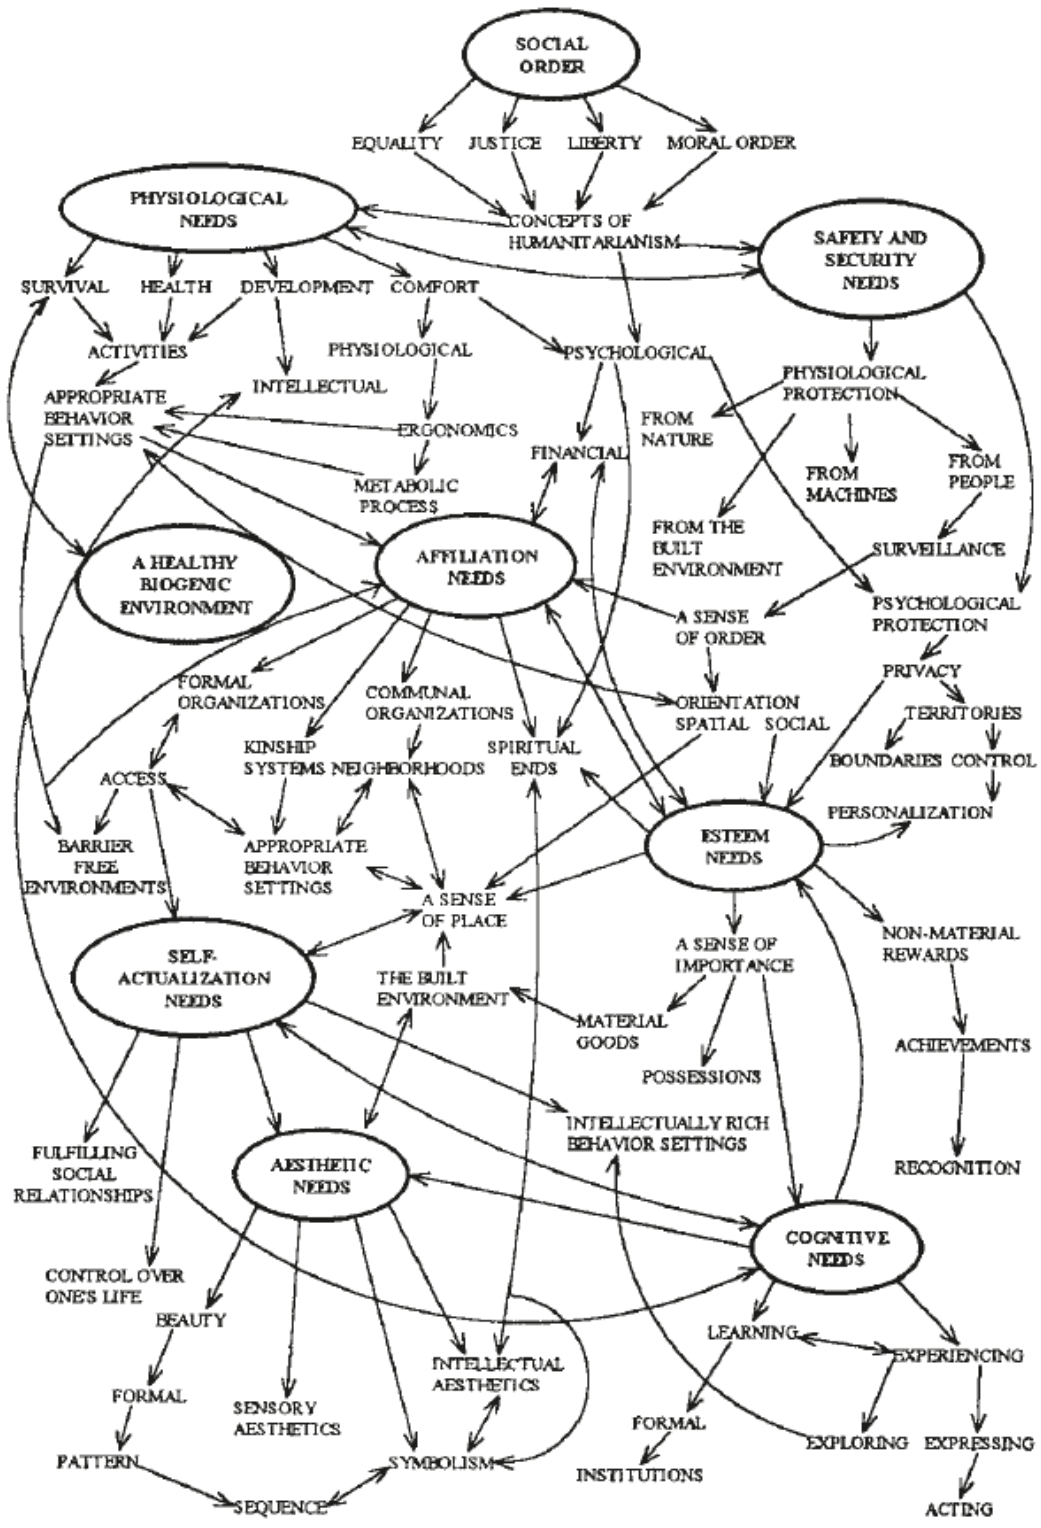 SOCIAL
ORDER
EQUALITY
JUSTICE
LIBERTY
MORAL ORDER
PHYSIOLOGICAL
NEEDS
CONCEPTS OF
HUMANITARIANISM
SAFETY AND
SECURITY
NEEDS
SURVIVAL
HEALTH
DEVELOPMENT
COMFORT
ACTIVITIES
PHYSIOLOGICAL
PSYCHOLOGICAL
PHYSIOLOGICAL
PROTECTION
INTELLECTUAL
APPROPRIATE
BEHAVIOR
SETTINGS
ERGONOMICS
FROM
NATURE
FINANCIAL
FROM
MACHINES
FROM
PEOPLE
METABOLIC
PROCESS
FROM THE
BUILT
ENVIRONMENT
SURVEILLANCE
A HEALTHY
BIOGENIC
ENVIRONMENT
AFFILIATION
NEEDS
A SENSE
OF ORDER
PSYCHOLOGICAL
PROTECTION
PRIVACY
FORMAL
ORGANIZATIONS
COMMUNAL
ORGANIZATIONS
ORIENTATION
SPATIAL SOCIAL
TERRITORIES
KINSHIP
SYSTEMS
NEIGHBORHOODS
SPIRITUAL
ENDS
BOUNDARIES
CONTROL
ACCESS
PERSONALIZATION
BARRIER
FREE
ENVIRONMENTS
APPROPRIATE
BEHAVIOR
SETTINGS
ESTEEM
NEEDS
A SENSE
OF PLACE
SELF-
ACTUALIZATION
NEEDS
THE BUILT
ENVIRONMENT
A SENSE OF
IMPORTANCE
NON-MATERIAL
REWARDS
MATERIAL
GOODS
ACHIEVEMENTS
POSSESSIONS
INTELLECTUALLY RICH
BEHAVIOR SETTINGS
FULFILLING
SOCIAL
RELATIONSHIPS
AESTHETIC
NEEDS
RECOGNITION
COGNITIVE
NEEDS
CONTROL OVER
ONE'S LIFE
BEAUTY
LEARNING
EXPERIENCING
INTELLECTUAL
AESTHETICS
FORMAL
SENSORY
AESTHETICS
FORMAL
EXPLORING
EXPRESSING
PATTERN
SYMBOLISM
INSTITUTIONS
SEQUENCE
ACTING